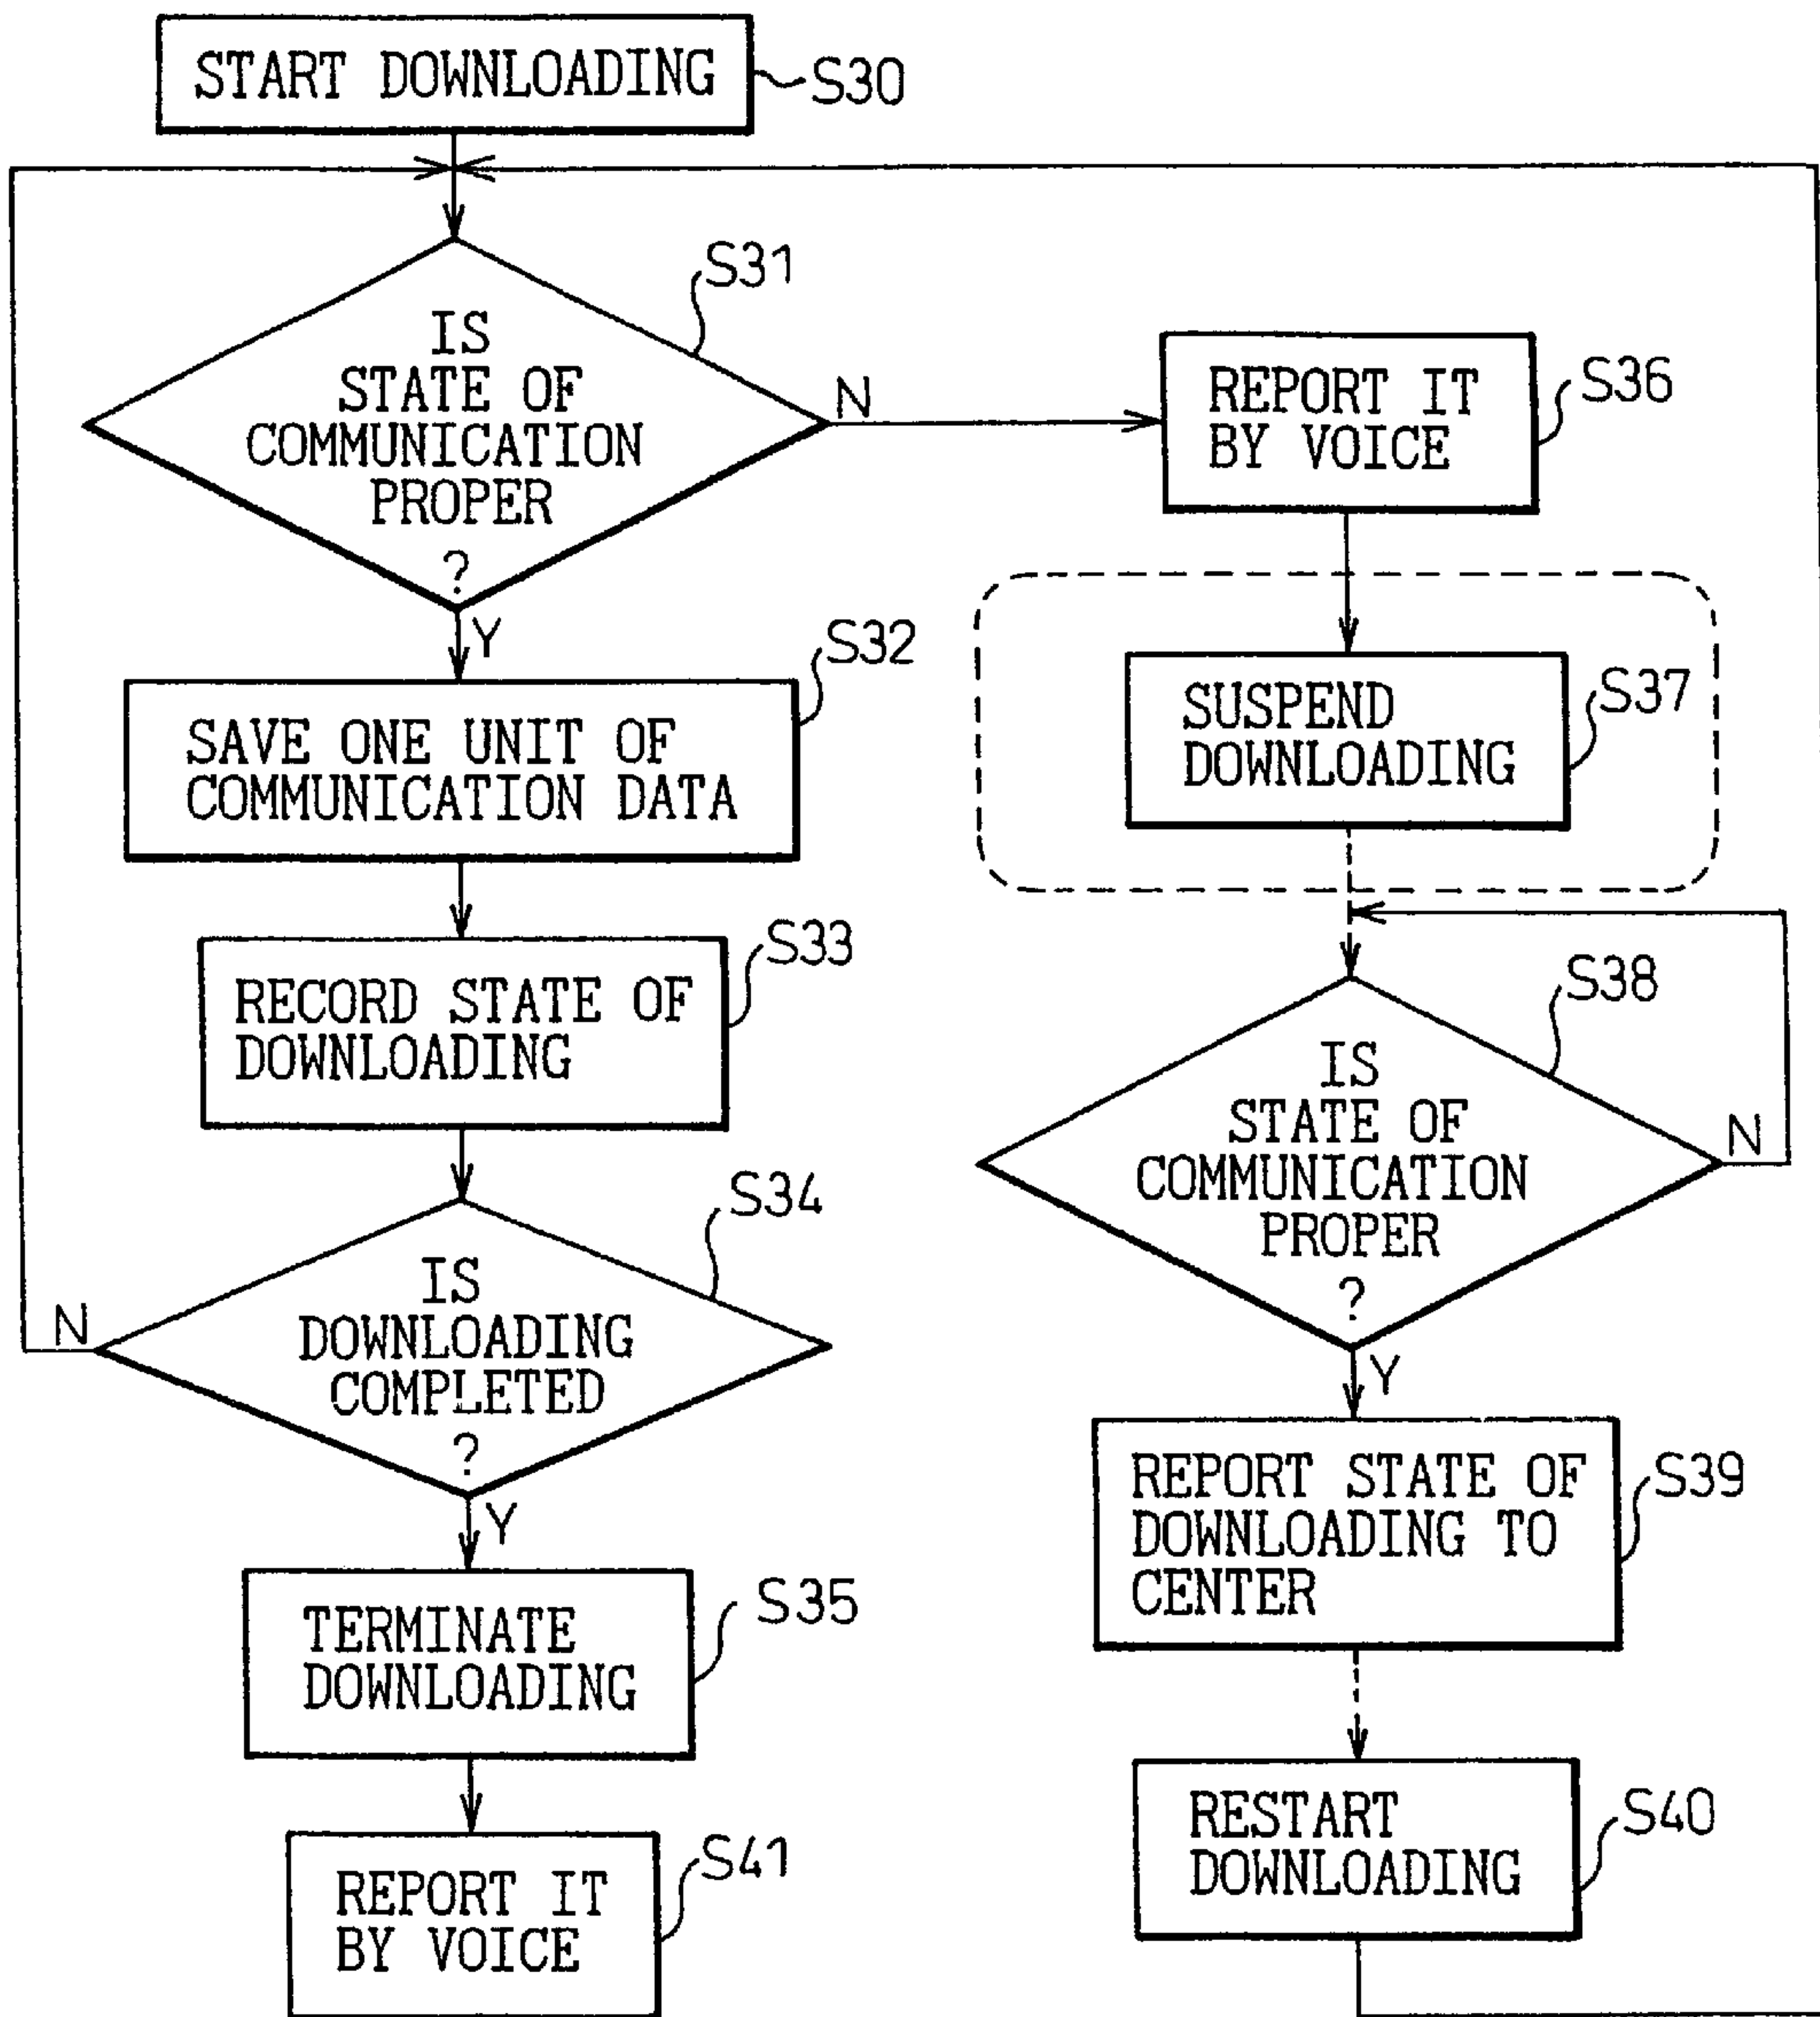 START DOWNLOADING
S30
IS
STATE OF
COMMUNICATION
PROPER
?
S31
N
Y
SAVE ONE UNIT OF
COMMUNICATION DATA
S32
RECORD STATE OF
DOWNLOADING
S33
IS
DOWNLOADING
COMPLETED
?
S34
N
Y
TERMINATE
DOWNLOADING
S35
REPORT IT
BY VOICE
S41
REPORT IT
BY VOICE
S36
SUSPEND
DOWNLOADING
S37
IS
STATE OF
COMMUNICATION
PROPER
?
S38
N
Y
REPORT STATE OF
DOWNLOADING TO
CENTER
S39
RESTART
DOWNLOADING
S40